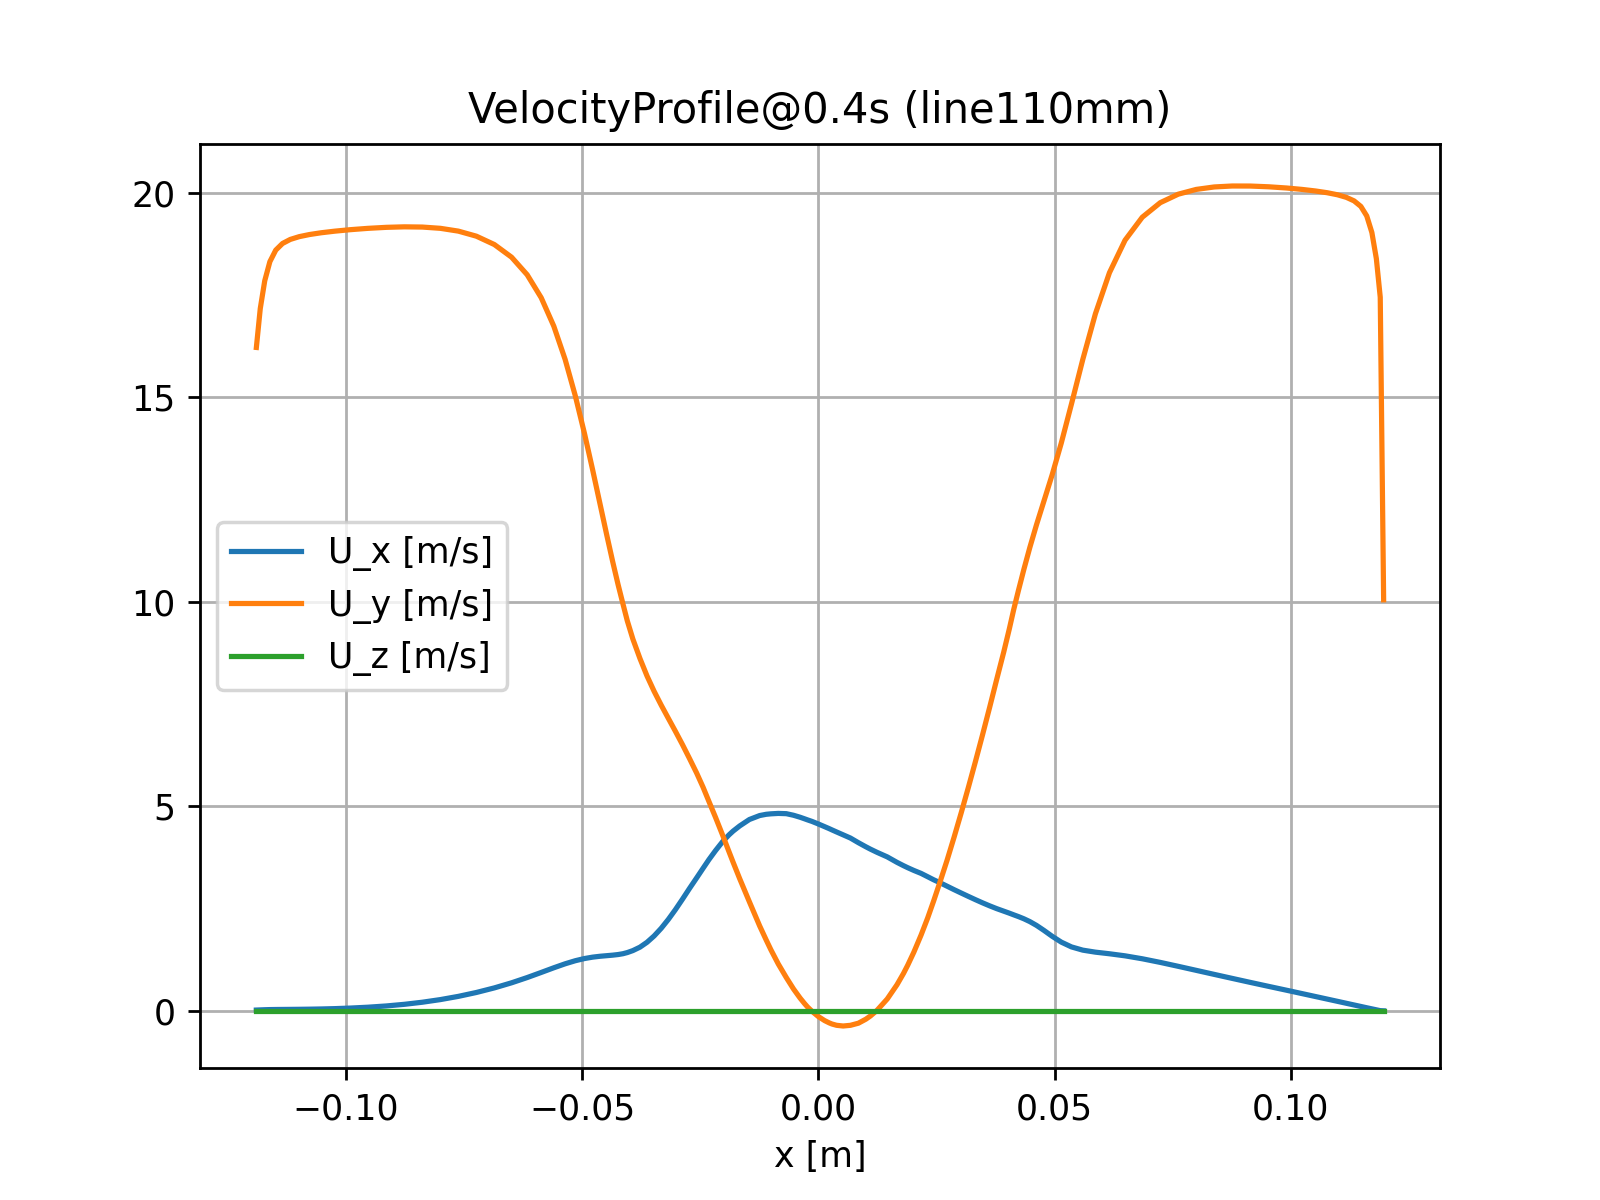 VelocityProfile@0.4s (line110mm)
20
15
10
5
0
U_x [m/s]
U_y [m/s]
U_z [m/s]
−0.10 −0.05 0.00 0.05 0.10
x [m]